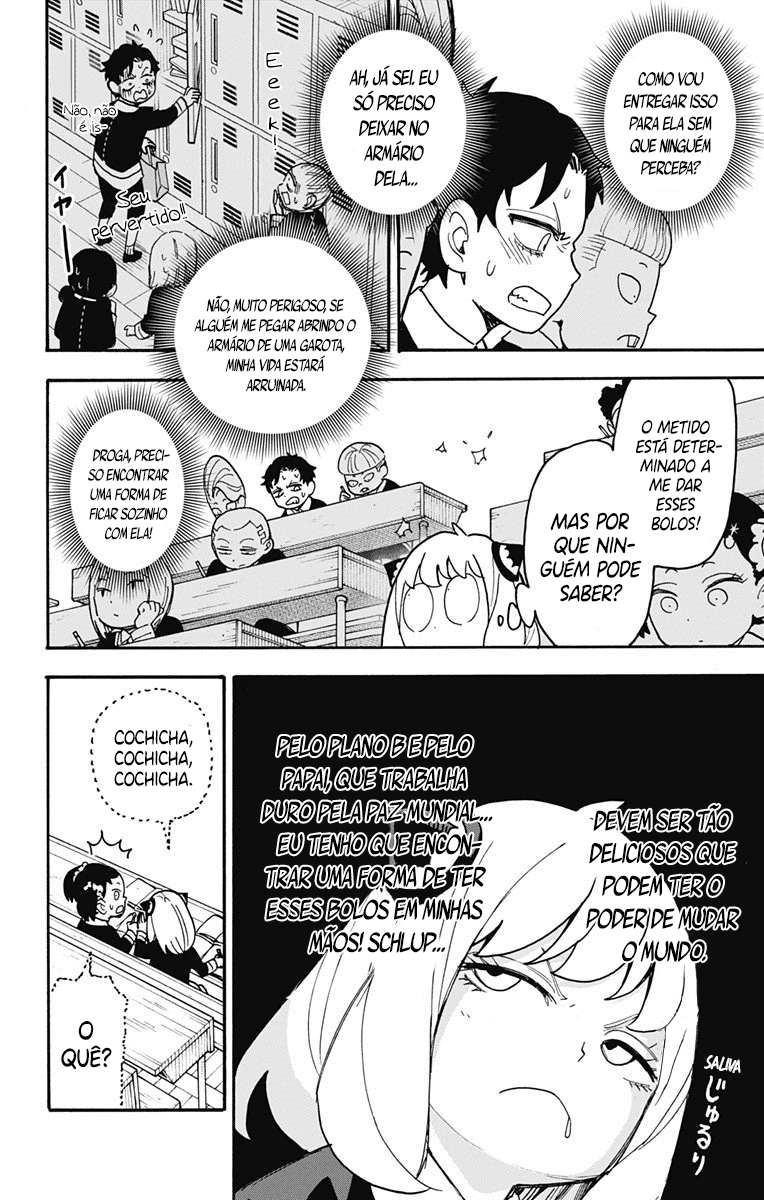 COMO VOU
ENTREGAR ISSO
PARA ELA SEM
QUE NINGUÉM
PERCEBA?
AH, JÁ SEI. EU
SÓ PRECISO
DEIXAR NO
ARMÁRIO
DELA...
Eeek!
Não, não
é is-
Seu
pervertido!!
イヤーー
NÃO, MUITO PERIGOSO, SE
ALGUÉM ME PEGAR ABRINDO O
ARMÁRIO DE UMA GAROTA,
MINHA VIDA ESTARÁ
ARRUINADA.
O METIDO
ESTÁ DETER-
MINADO A
ME DAR
ESSES
BOLOS!
MAS POR
QUE NIN-
GUÉM PODE
SABER?
DROGA, PRECI-
SO ENCONTRAR
UMA FORMA DE
FICAR SOZINHO
COM ELA!
DEVEM SER TÃO
DELICIOSOS QUE
PODEM TER O
PODER DE MUDAR
O MUNDO.
PELO PLANO B E PELO
PAPAI, QUE TRABALHA
DURO PELA PAZ MUNDIAL...
EU TENHO QUE ENCON-
TRAR UMA FORMA DE TER
ESSES BOLOS EM MINHAS
MÃOS! SCHLUP...
SALIVA
じゅるり
COCHICHA,
COCHICHA,
COCHICHA.
O
QUÊ?